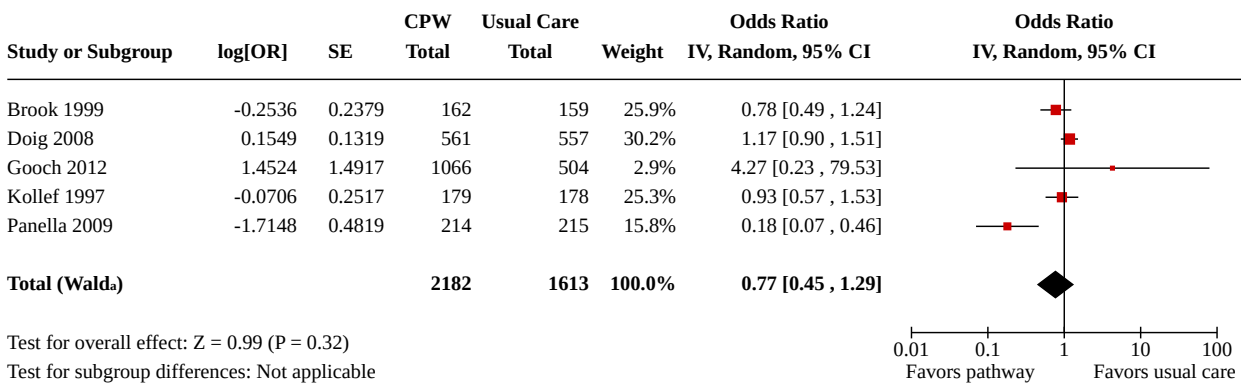 CPW Usual Care Odds Ratio Odds Ratio
Study or Subgroup log[OR] SE Total Total Weight IV, Random, 95% CI IV, Random, 95% CI
Brook 1999 -0.2536 0.2379 162 159 25.9% 0.78 [0.49 , 1.24]
Doig 2008 0.1549 0.1319 561 557 30.2% 1.17 [0.90 , 1.51]
Gooch 2012 1.4524 1.4917 1066 504 2.9% 4.27 [0.23 , 79.53]
Kollef 1997 -0.0706 0.2517 179 178 25.3% 0.93 [0.57 , 1.53]
Panella 2009 -1.7148 0.4819 214 215 15.8% 0.18 [0.07 , 0.46]
Total (Walda) 2182 1613 100.0% 0.77 [0.45 , 1.29]
Test for overall effect: Z = 0.99 (P = 0.32)
0.01 0.1 1 10 100
Test for subgroup differences: Not applicable Favors pathway Favors usual care